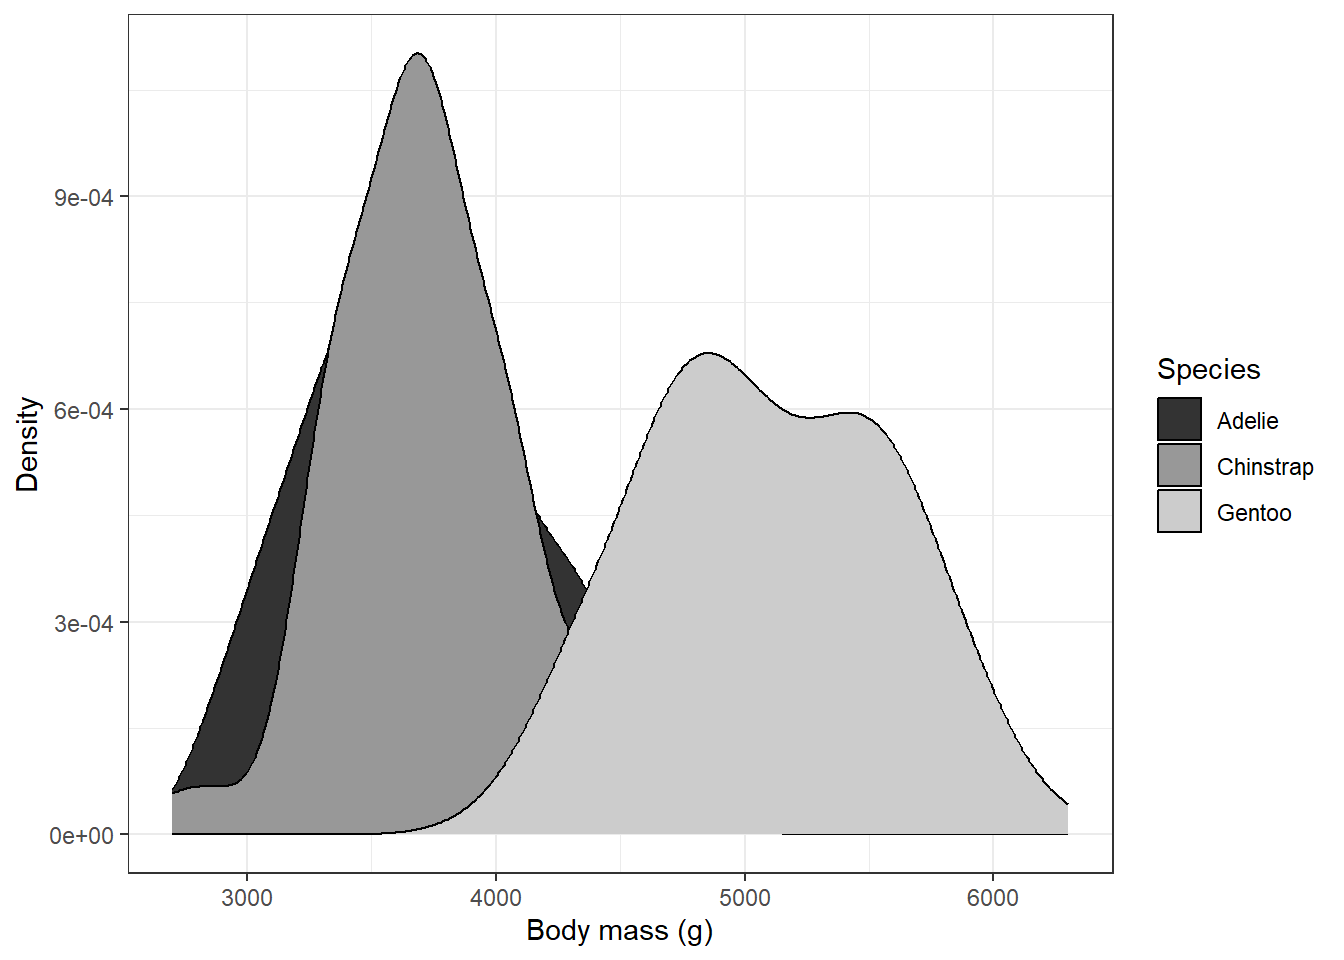 9e-04
6e-04
3e-04
0e+00
Density
3000 4000 5000 6000
Body mass (g)
Species
Adelie
Chinstrap
Gentoo